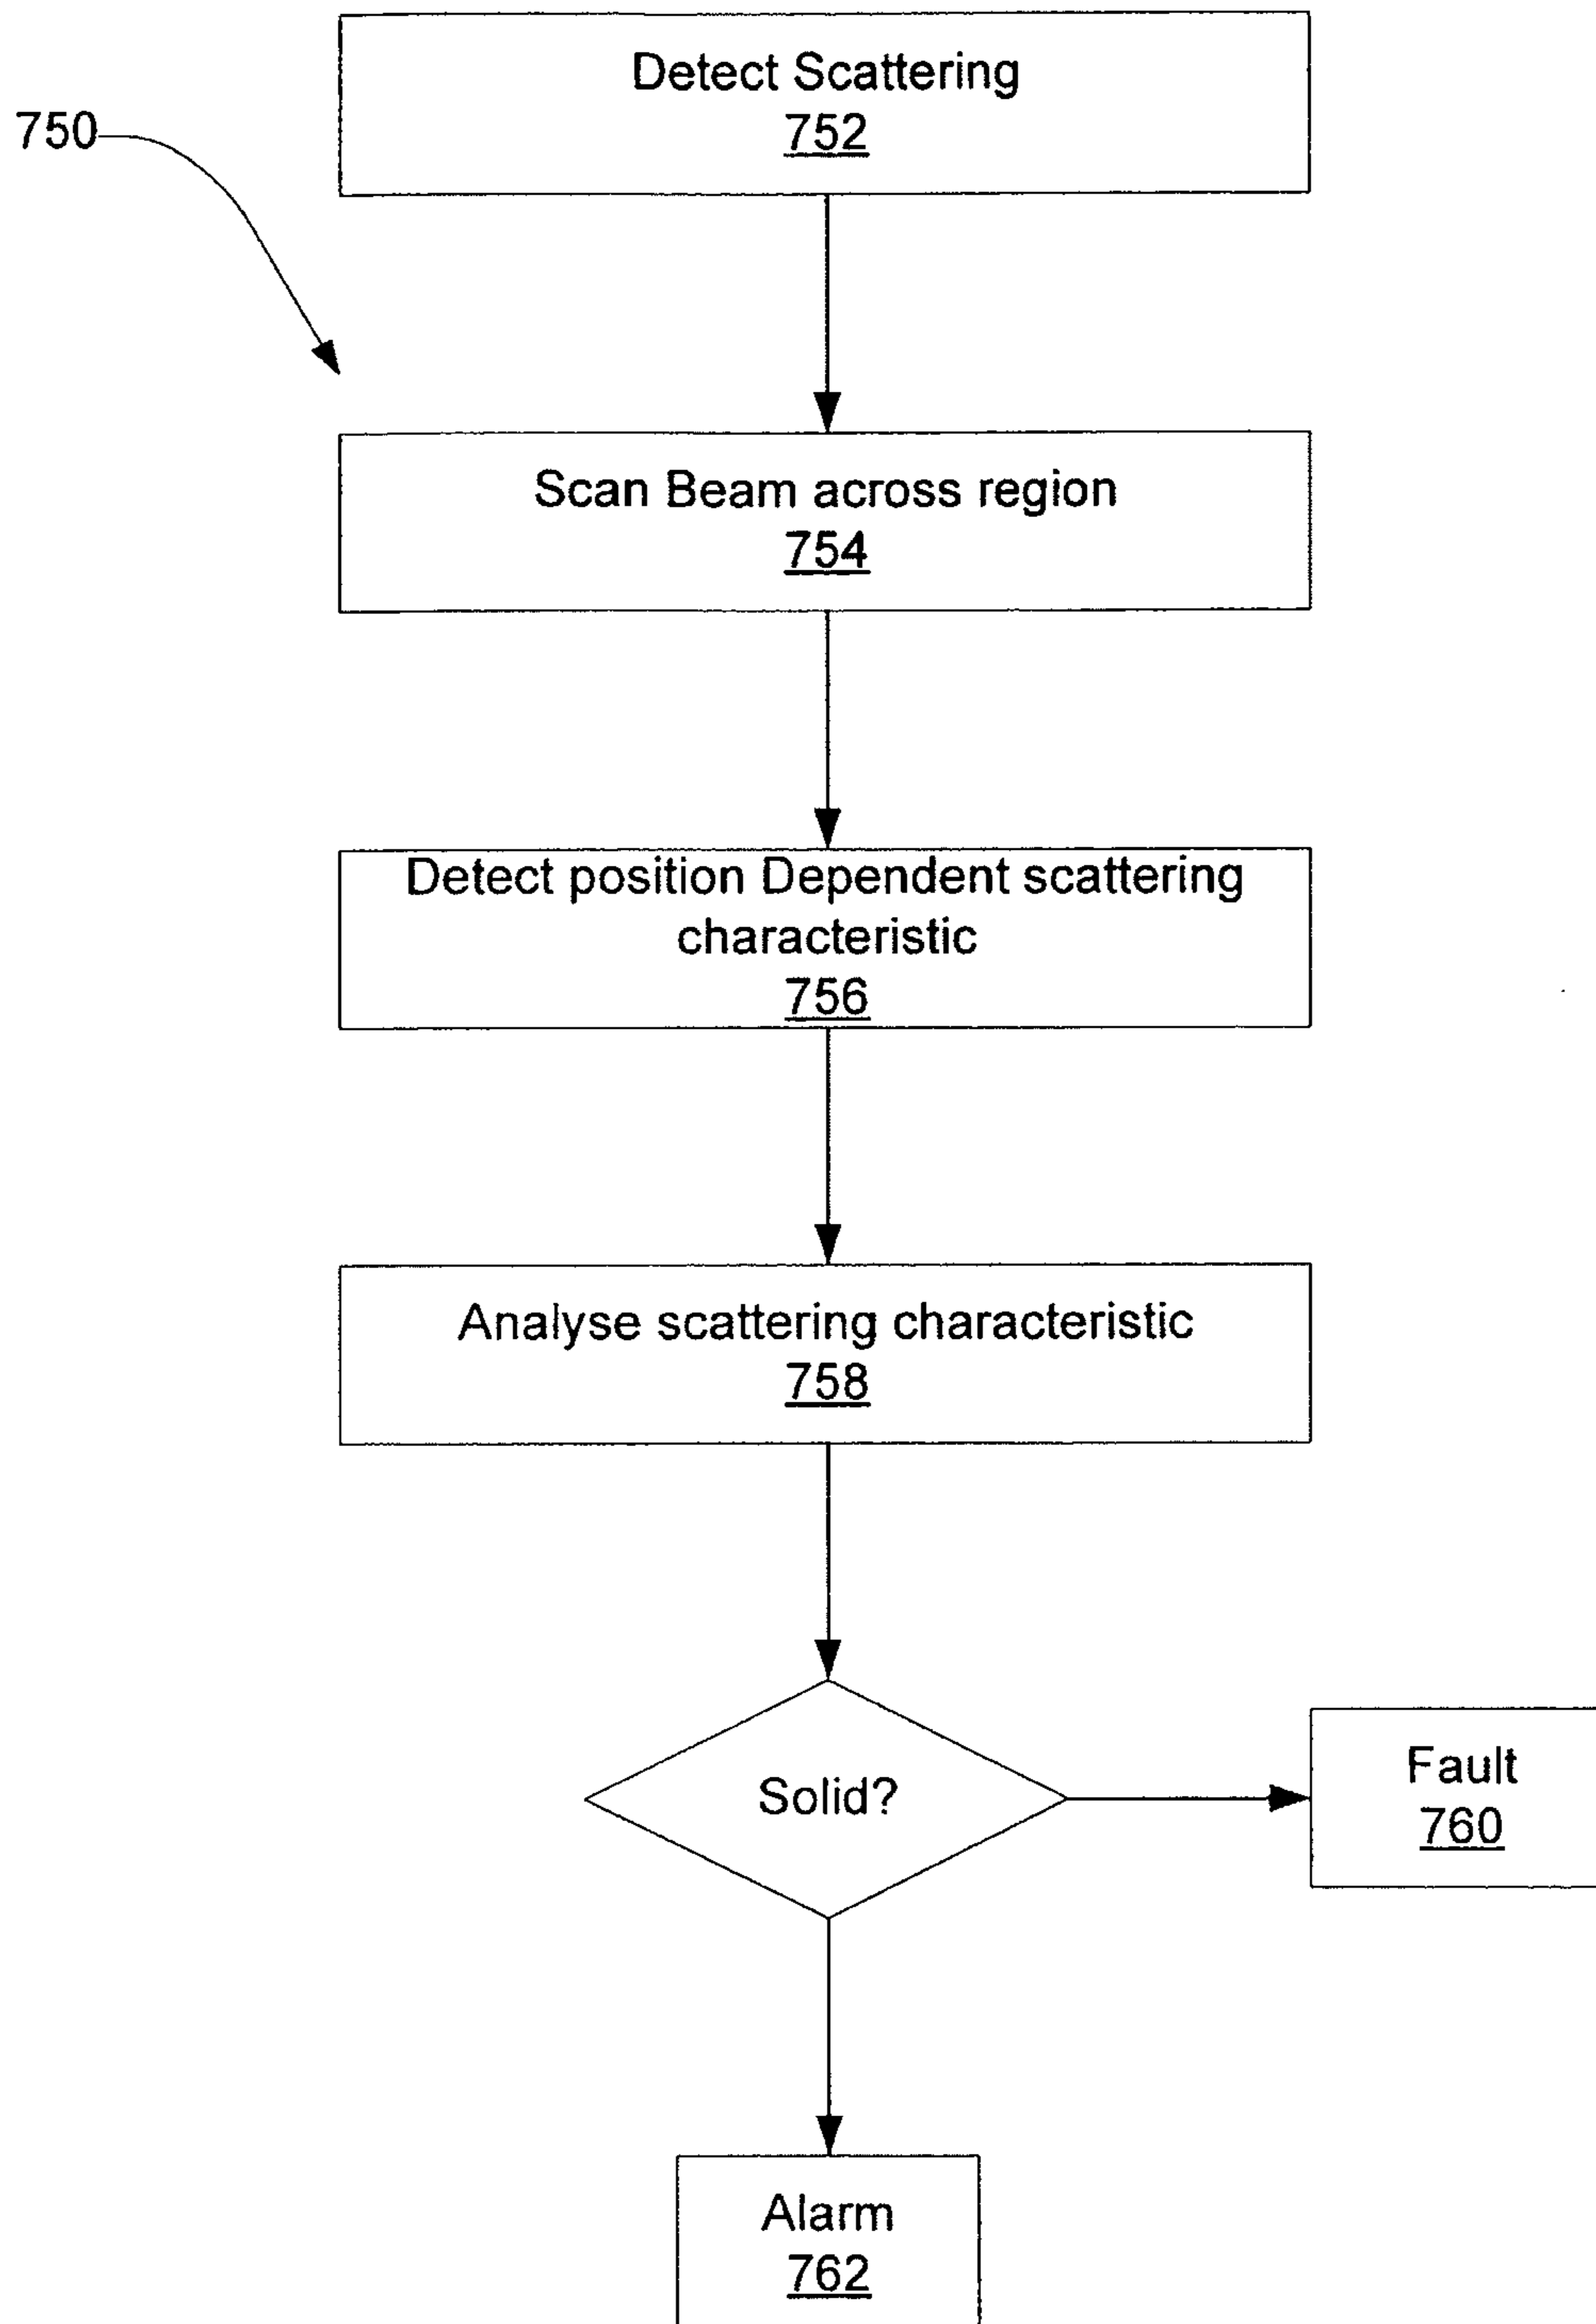 Detect Scattering
752
750
Scan Beam across region
754
Detect position Dependent scattering
characteristic
756
Analyse scattering characteristic
758
Solid?
Fault
760
Alarm
762